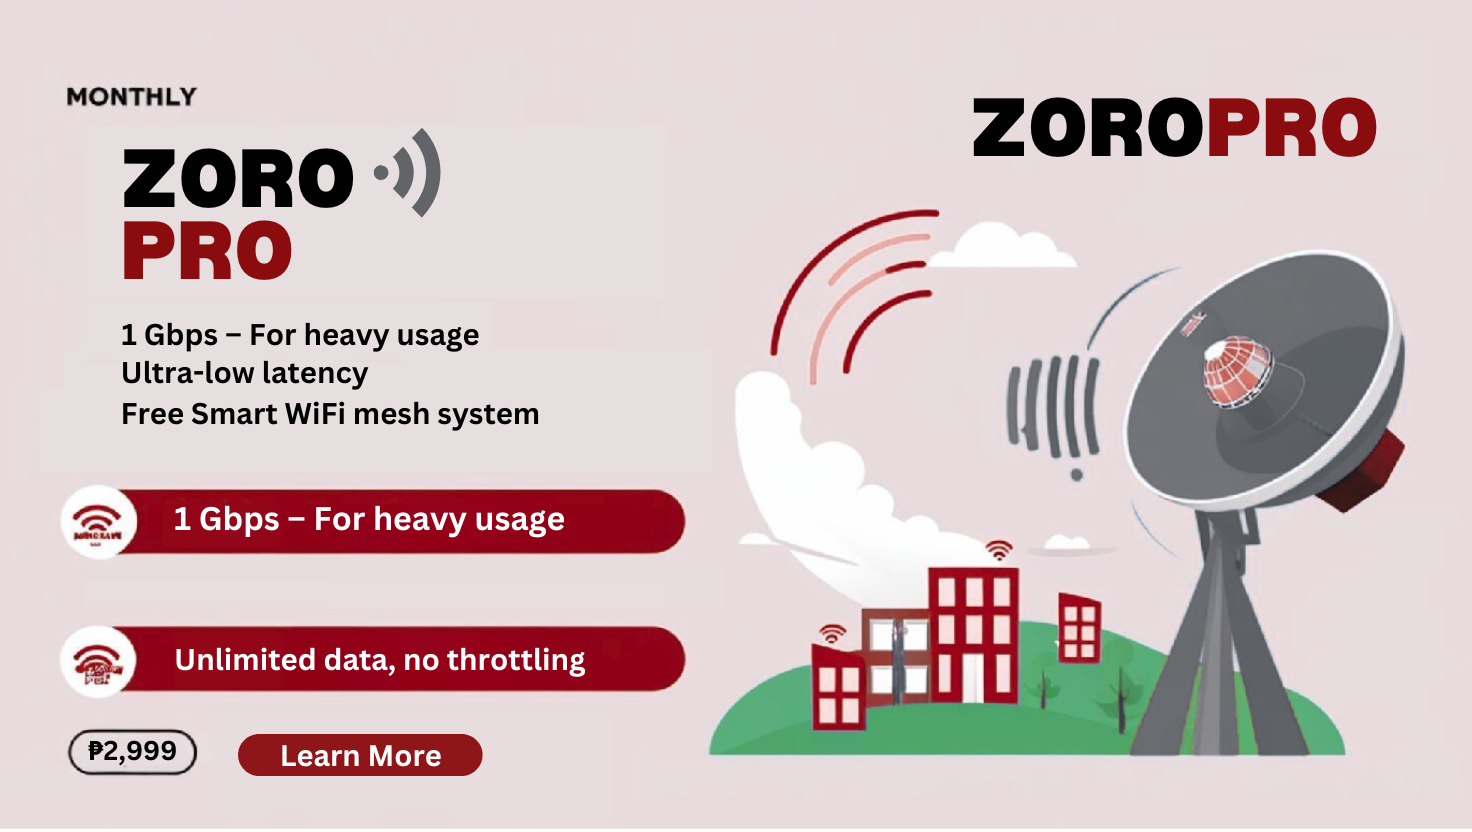 MONTHLY
ZORO
PRO
1 Gbps – For heavy usage
Ultra-low latency
Free Smart WiFi mesh system
1 Gbps – For heavy usage
Unlimited data, no throttling
₱2,999
Learn More
ZOROPRO